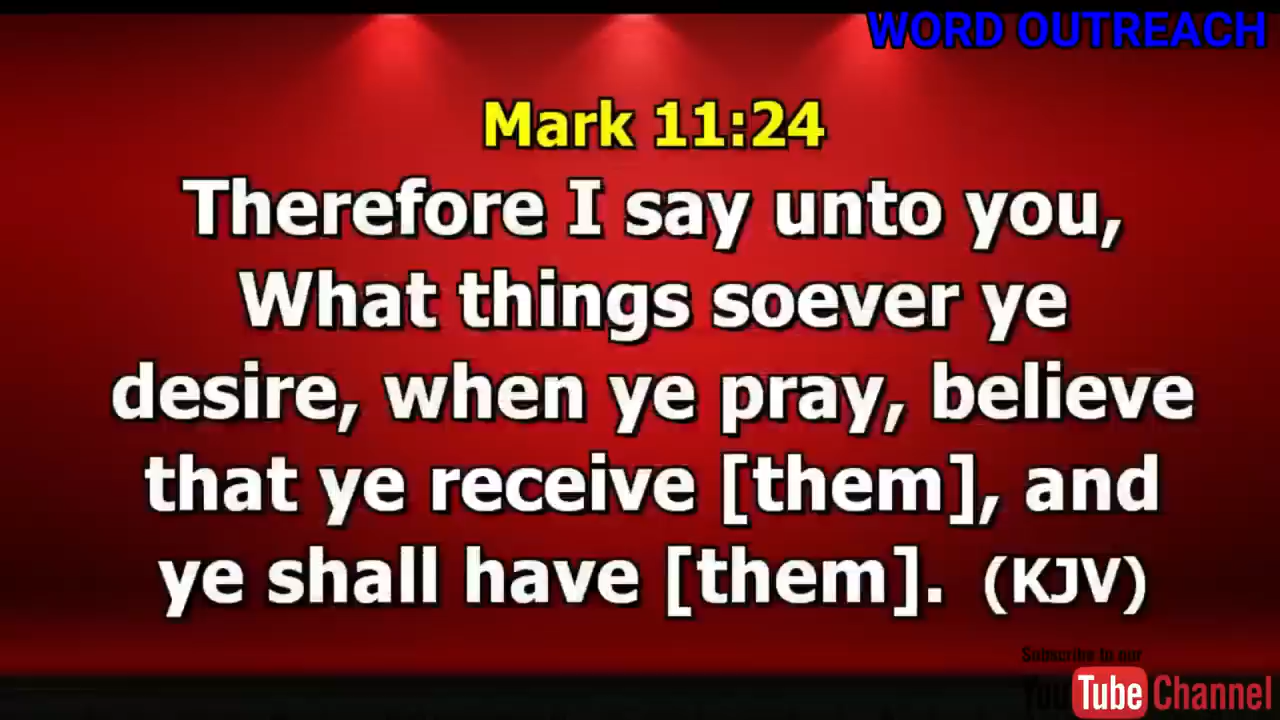 WORD OUTREACH
Mark 11:24
Therefore I say unto you,
What things soever ye
desire, when ye pray, believe
that ye receive [them], and
ye shall have [them]. (KJV)
Subscribe to our
YouTube Channel